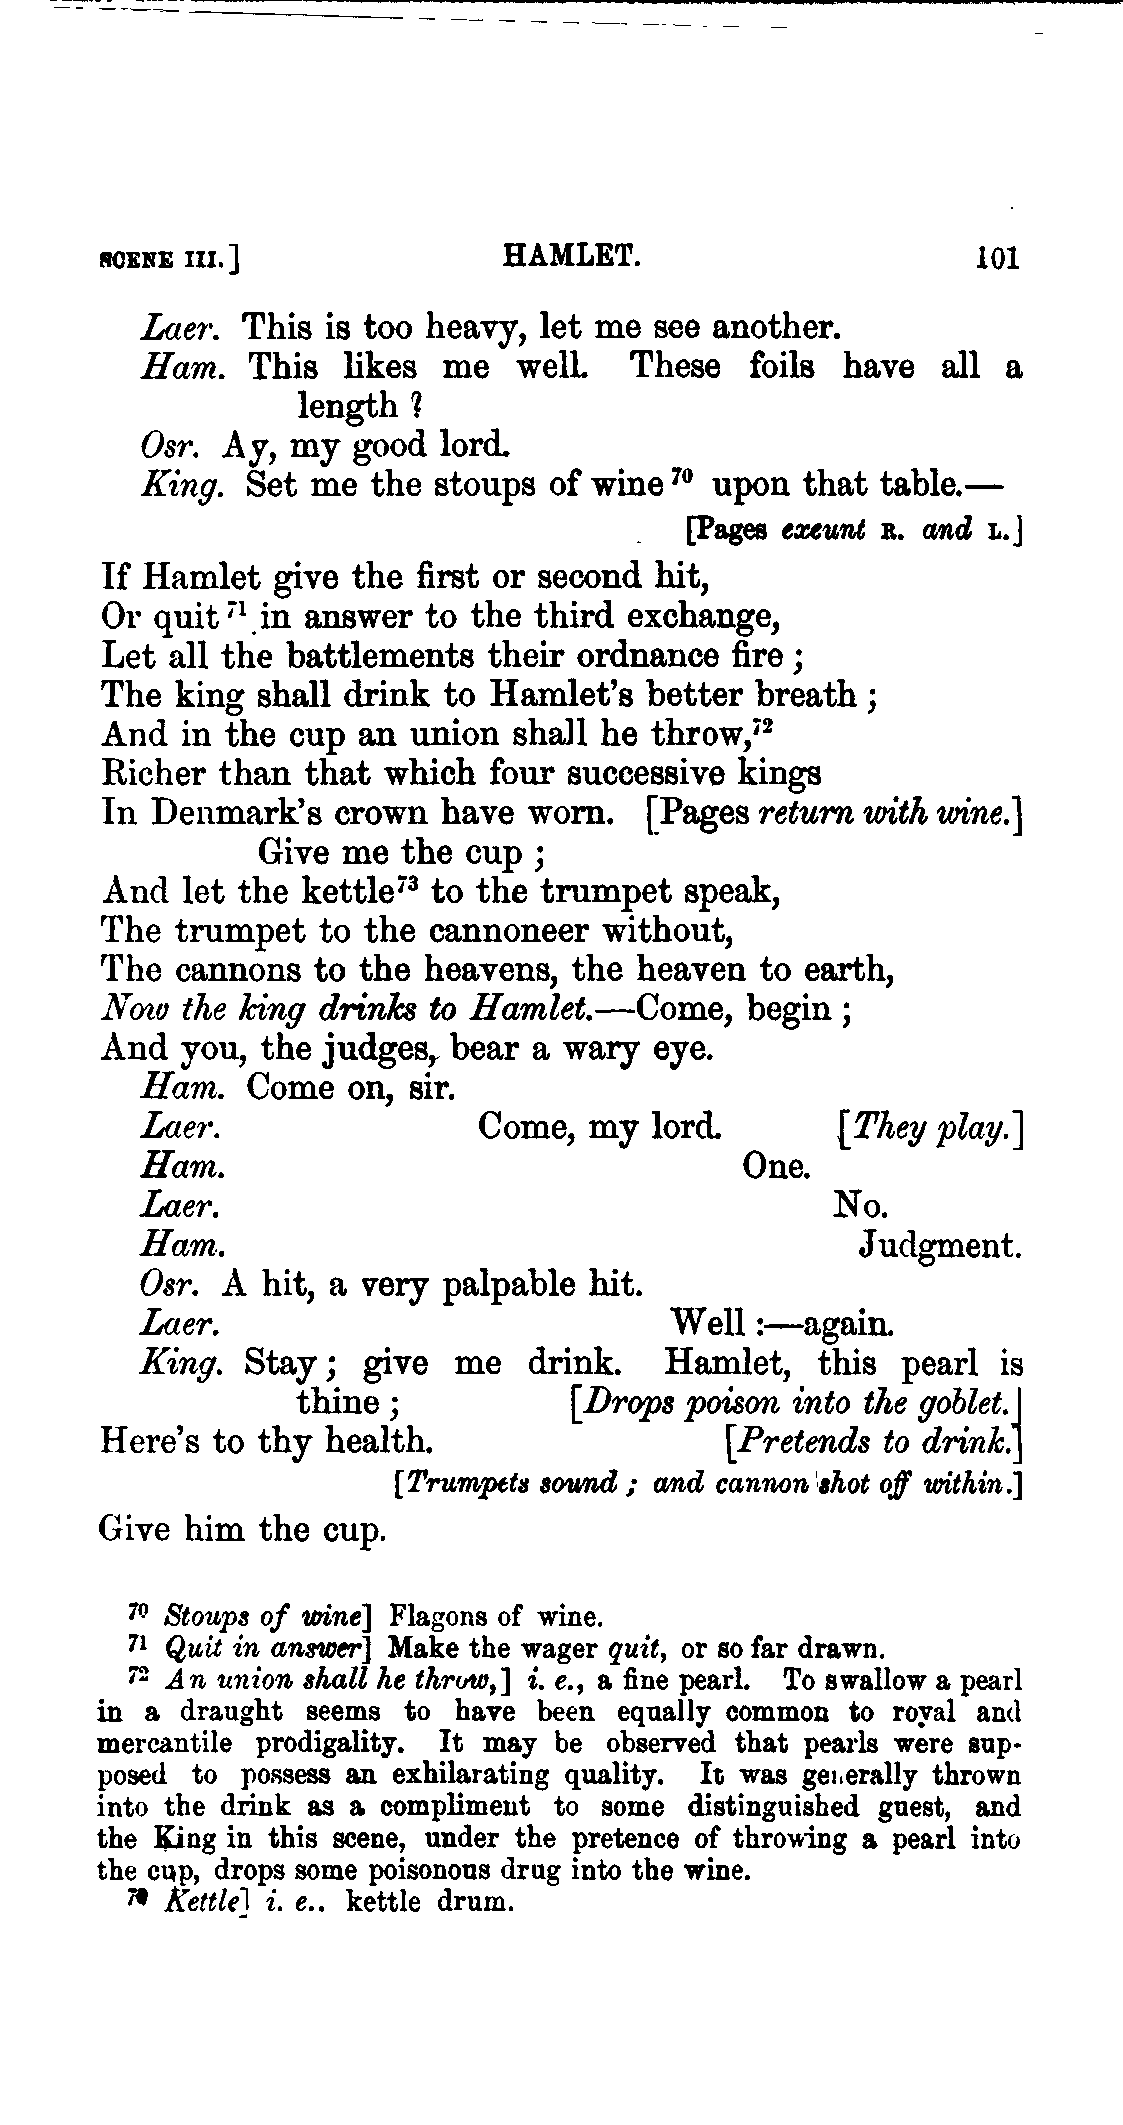 SCENE III.] HAMLET. 101
Laer. This is too heavy, let me see another.
Ham. This likes me well. These foils have all a
length ?
Osr. Ay, my good lord.
King. Set me the stoups of wine 70 upon that table.—
[Pages exeunt R. and L.]
If Hamlet give the first or second hit,
Or quit 71 in answer to the third exchange,
Let all the battlements their ordnance fire ;
The king shall drink to Hamlet's better breath ;
And in the cup an union shall he throw,72
Richer than that which four successive kings
In Denmark's crown have worn. [Pages return with wine.]
Give me the cup ;
And let the kettle73 to the trumpet speak,
The trumpet to the cannoneer without,
The cannons to the heavens, the heaven to earth,
Now the king drinks to Hamlet.—Come, begin ;
And you, the judges, bear a wary eye.
Ham. Come on, sir.
Laer. Come, my lord. [They play.]
Ham. One.
Laer. No.
Ham. Judgment.
Osr. A hit, a very palpable hit.
Laer. Well :—again.
King. Stay ; give me drink. Hamlet, this pearl is
thine ; [Drops poison into the goblet.]
Here's to thy health. [Pretends to drink.]
[Trumpets sound ; and cannon shot off within.]
Give him the cup.
70 Stoups of wine] Flagons of wine.
71 Quit in answer] Make the wager quit, or so far drawn.
72 An union shall he throw,] i. e., a fine pearl. To swallow a pearl
in a draught seems to have been equally common to royal and
mercantile prodigality. It may be observed that pearls were sup-
posed to possess an exhilarating quality. It was generally thrown
into the drink as a compliment to some distinguished guest, and
the King in this scene, under the pretence of throwing a pearl into
the cup, drops some poisonous drug into the wine.
73 Kettle] i. e.. kettle drum.